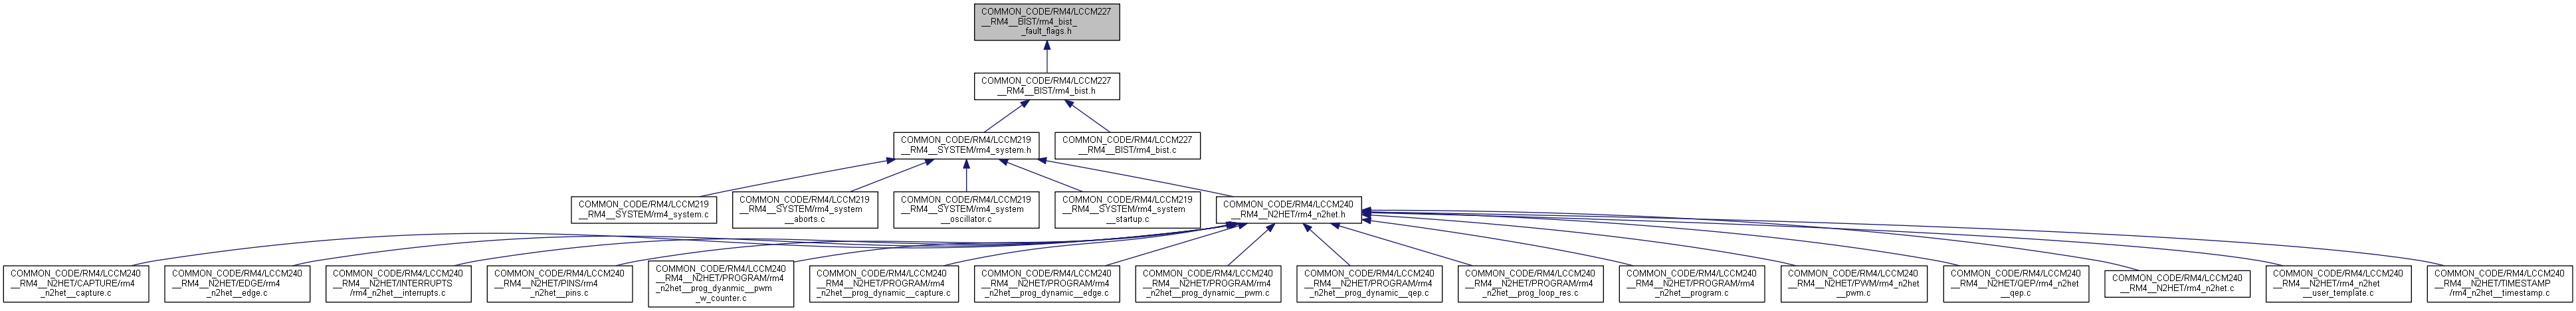 COMMON_CODE/RM4/LCCM227
__RM4__BIST/rm4_bist_
_fault_flags.h
COMMON_CODE/RM4/LCCM227
__RM4__BIST/rm4_bist.h
COMMON_CODE/RM4/LCCM219
__RM4__SYSTEM/rm4_system.h
COMMON_CODE/RM4/LCCM227
__RM4__BIST/rm4_bist.c
COMMON_CODE/RM4/LCCM219
__RM4__SYSTEM/rm4_system.c
COMMON_CODE/RM4/LCCM219
__RM4__SYSTEM/rm4_system
__aborts.c
COMMON_CODE/RM4/LCCM219
__RM4__SYSTEM/rm4_system
__oscillator.c
COMMON_CODE/RM4/LCCM219
__RM4__SYSTEM/rm4_system
__startup.c
COMMON_CODE/RM4/LCCM240
__RM4__N2HET/rm4_n2het.h
COMMON_CODE/RM4/LCCM240
__RM4__N2HET/CAPTURE/rm4
_n2het__capture.c
COMMON_CODE/RM4/LCCM240
__RM4__N2HET/EDGE/rm4
_n2het__edge.c
COMMON_CODE/RM4/LCCM240
__RM4__N2HET/INTERRUPTS
/rm4_n2het__interrupts.c
COMMON_CODE/RM4/LCCM240
__RM4__N2HET/PINS/rm4
_n2het__pins.c
COMMON_CODE/RM4/LCCM240
__RM4__N2HET/PROGRAM/rm4
_n2het__prog_dyanmic__pwm
_w_counter.c
COMMON_CODE/RM4/LCCM240
__RM4__N2HET/PROGRAM/rm4
_n2het__prog_dynamic__capture.c
COMMON_CODE/RM4/LCCM240
__RM4__N2HET/PROGRAM/rm4
_n2het__prog_dynamic__edge.c
COMMON_CODE/RM4/LCCM240
__RM4__N2HET/PROGRAM/rm4
_n2het__prog_dynamic__pwm.c
COMMON_CODE/RM4/LCCM240
__RM4__N2HET/PROGRAM/rm4
_n2het__prog_dynamic__qep.c
COMMON_CODE/RM4/LCCM240
__RM4__N2HET/PROGRAM/rm4
_n2het__prog_loop_res.c
COMMON_CODE/RM4/LCCM240
__RM4__N2HET/PROGRAM/rm4
_n2het__program.c
COMMON_CODE/RM4/LCCM240
__RM4__N2HET/PWM/rm4_n2het
__pwm.c
COMMON_CODE/RM4/LCCM240
__RM4__N2HET/QEP/rm4_n2het
__qep.c
COMMON_CODE/RM4/LCCM240
__RM4__N2HET/rm4_n2het.c
COMMON_CODE/RM4/LCCM240
__RM4__N2HET/rm4_n2het
__user_template.c
COMMON_CODE/RM4/LCCM240
__RM4__N2HET/TIMESTAMP
/rm4_n2het__timestamp.c